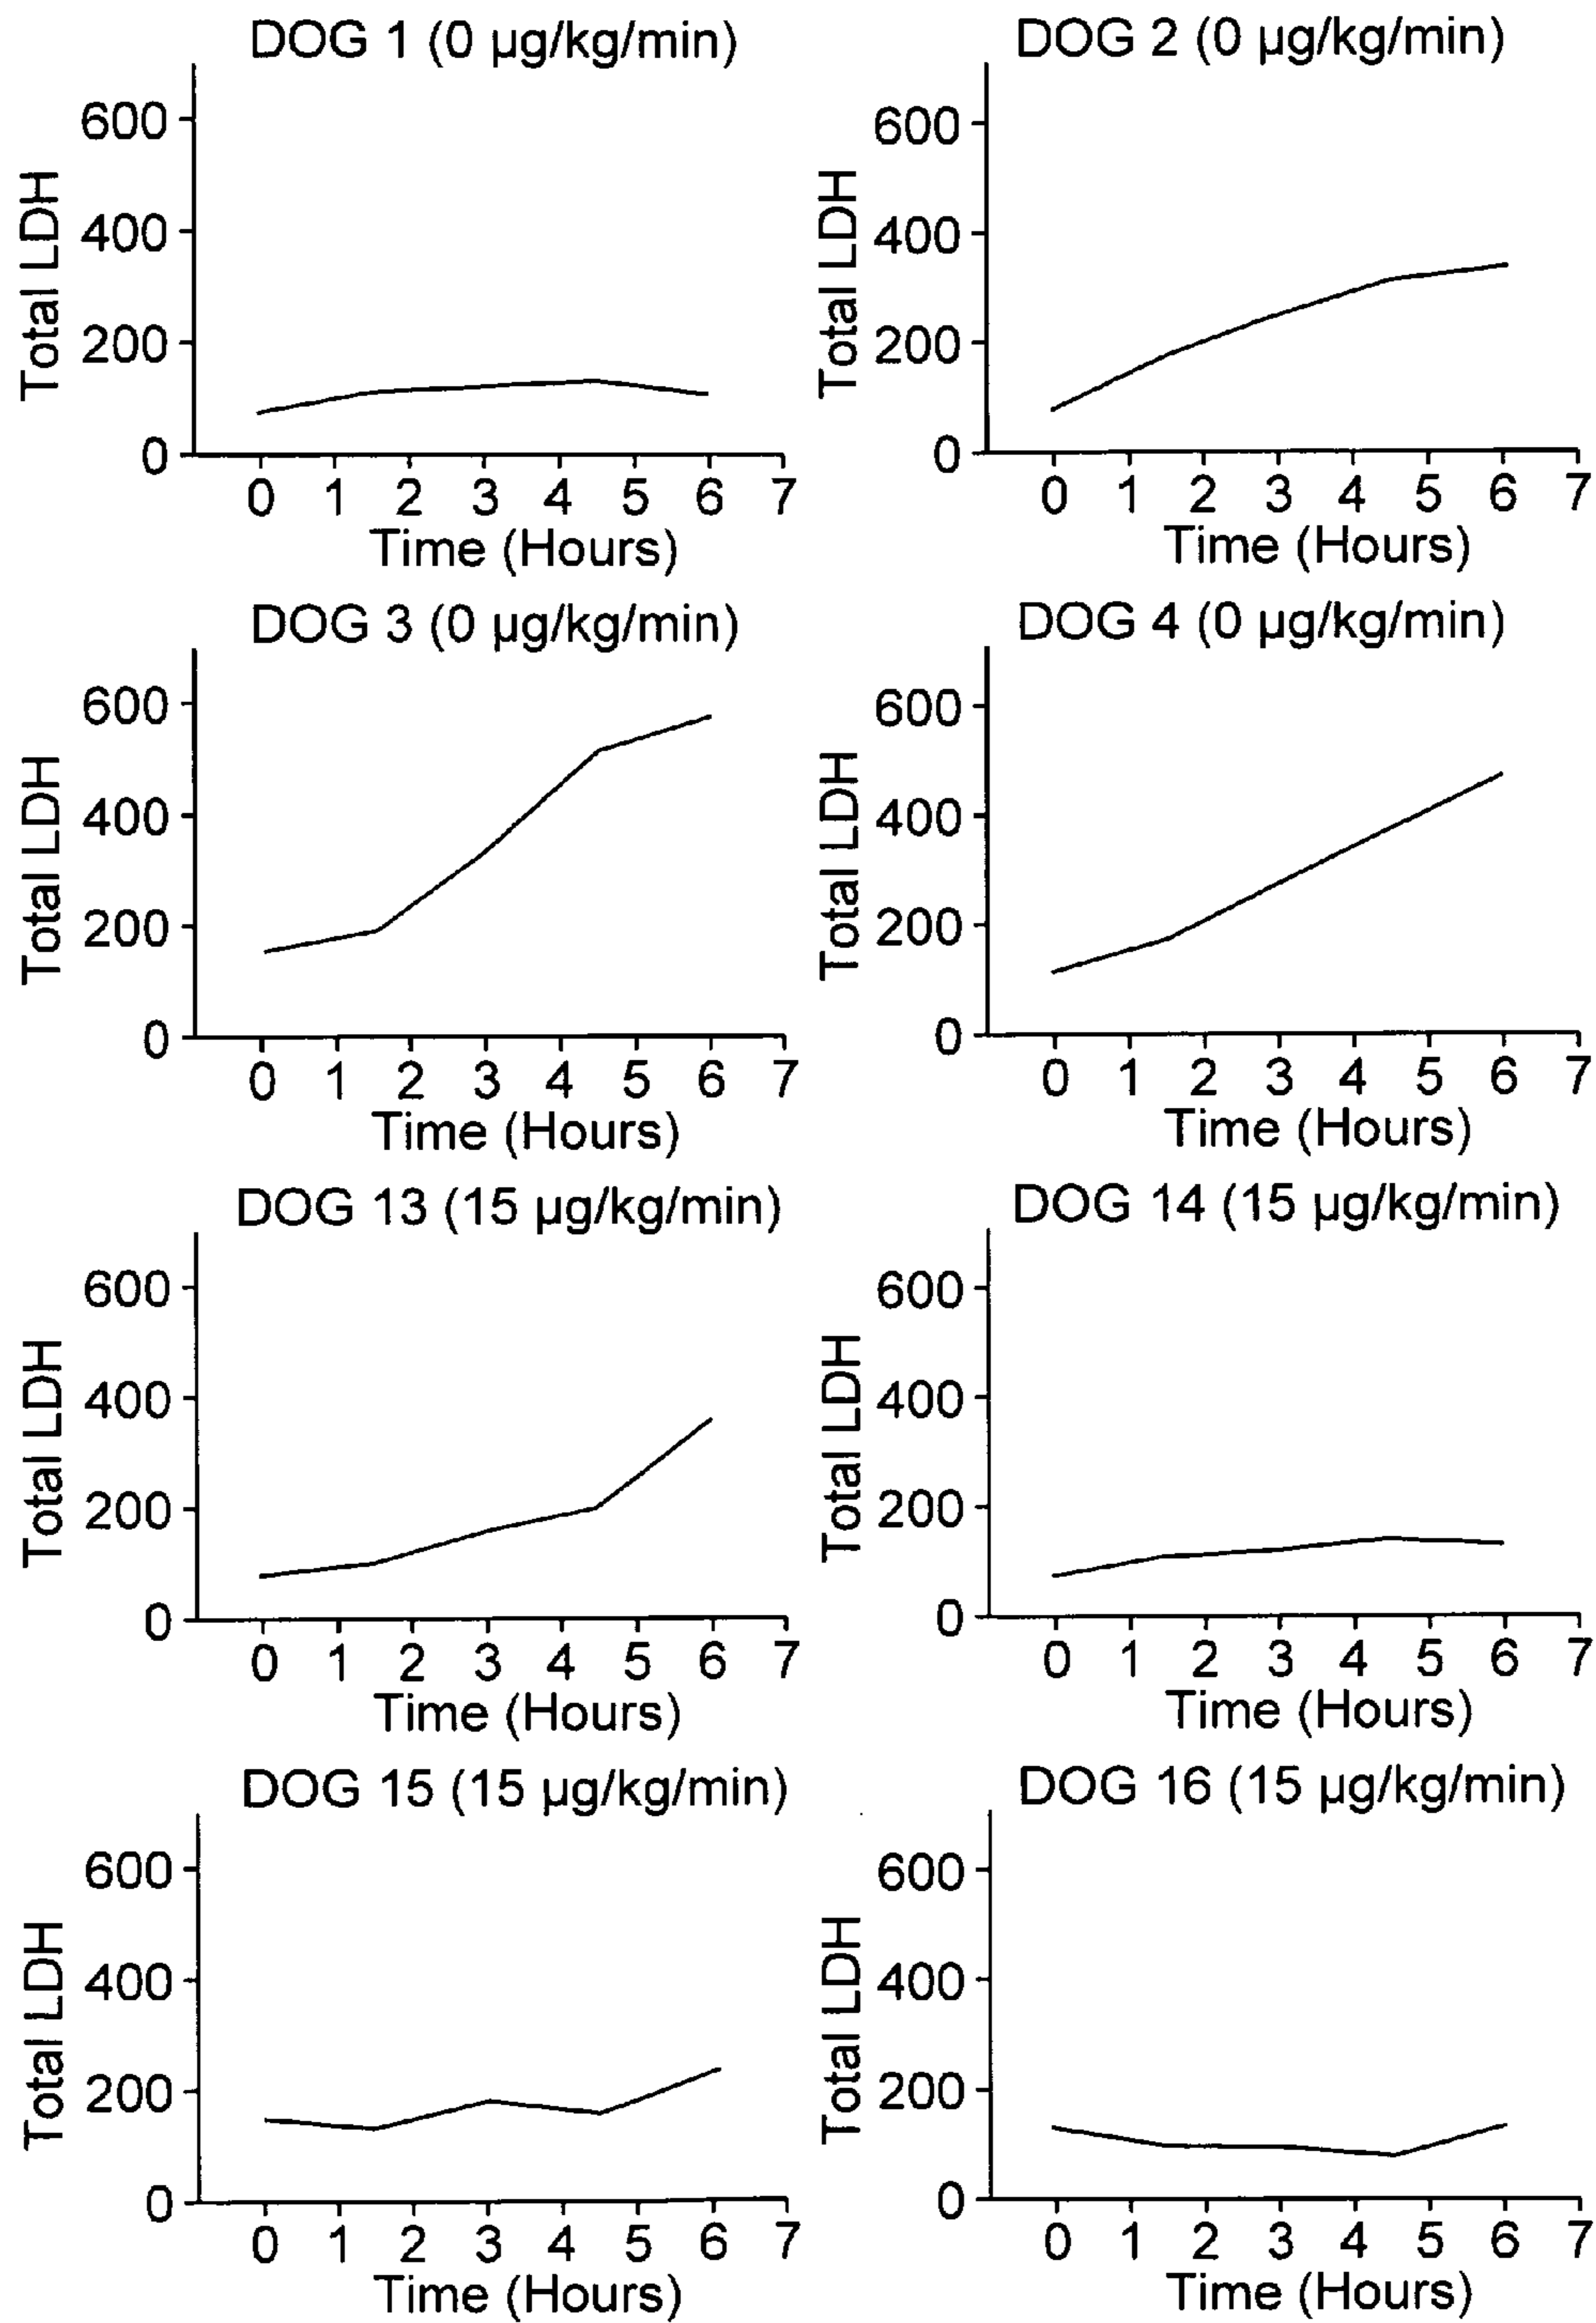 DOG 1 (0 µg/kg/min)
Total LDH
600
400
200
0
0 1 2 3 4 5 6 7
Time (Hours)
DOG 2 (0 µg/kg/min)
Total LDH
600
400
200
0
0 1 2 3 4 5 6 7
Time (Hours)
DOG 3 (0 µg/kg/min)
Total LDH
600
400
200
0
0 1 2 3 4 5 6 7
Time (Hours)
DOG 4 (0 µg/kg/min)
Total LDH
600
400
200
0
0 1 2 3 4 5 6 7
Time (Hours)
DOG 13 (15 µg/kg/min)
Total LDH
600
400
200
0
0 1 2 3 4 5 6 7
Time (Hours)
DOG 14 (15 µg/kg/min)
Total LDH
600
400
200
0
0 1 2 3 4 5 6 7
Time (Hours)
DOG 15 (15 µg/kg/min)
Total LDH
600
400
200
0
0 1 2 3 4 5 6 7
Time (Hours)
DOG 16 (15 µg/kg/min)
Total LDH
600
400
200
0
0 1 2 3 4 5 6 7
Time (Hours)